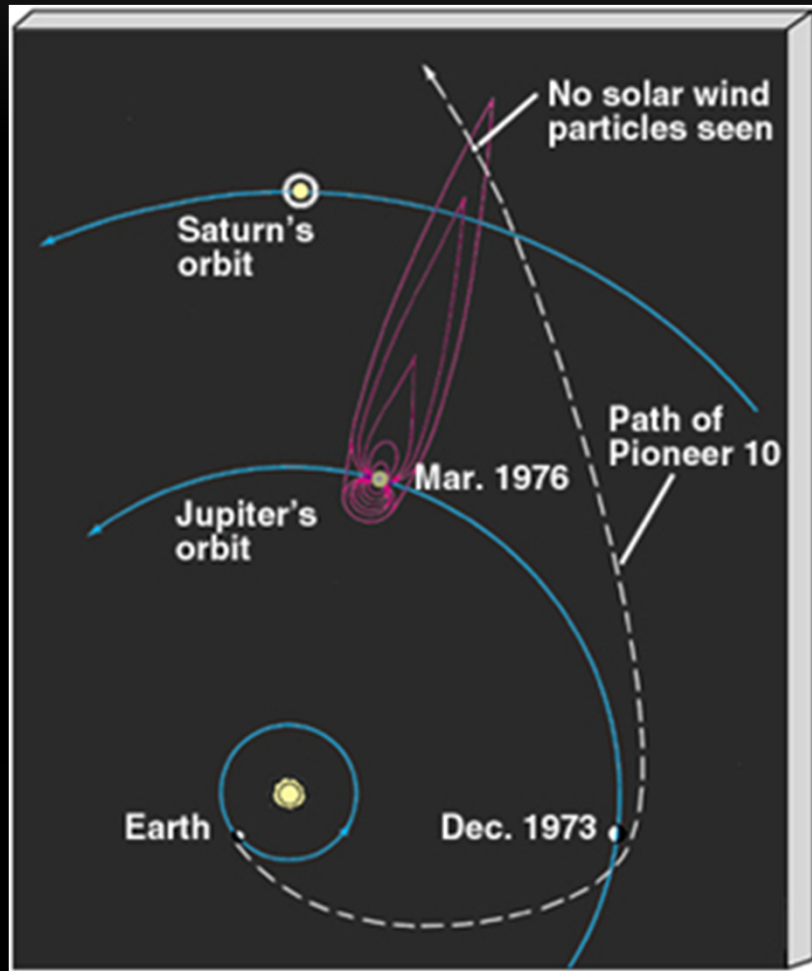 No solar wind
particles seen
Saturn's
orbit
Path of
Pioneer 10
Mar. 1976
Jupiter's
orbit
Earth
Dec. 1973